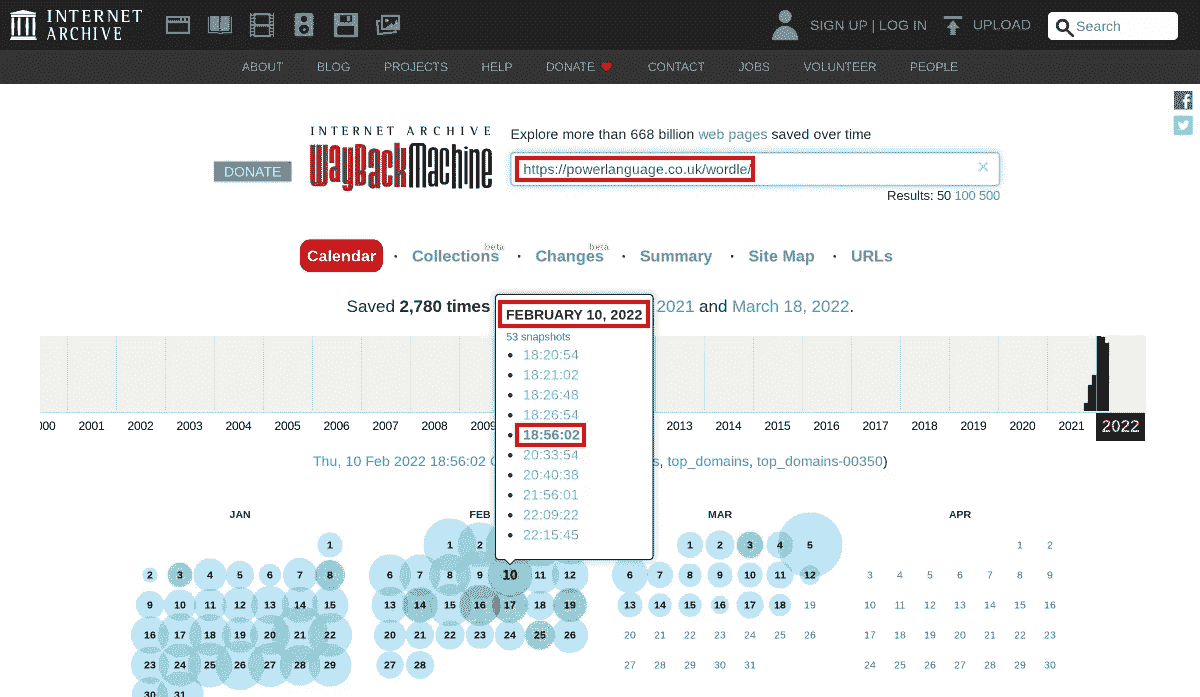 INTERNET
ARCHIVE
SIGN UP | LOG IN
UPLOAD
Search
ABOUT
BLOG
PROJECTS
HELP
DONATE
CONTACT
JOBS
VOLUNTEER
PEOPLE
INTERNET ARCHIVE
WayBackMachine
DONATE
Explore more than 668 billion web pages saved over time
https://powerlanguage.co.uk/wordle/
Results: 50 100 500
Calendar · Collections beta · Changes beta · Summary · Site Map · URLs
Saved 2,780 times 2021 and March 18, 2022.
FEBRUARY 10, 2022
53 snapshots
18:20:54
18:21:02
18:26:48
18:26:54
18:56:02
20:33:54
20:40:38
21:56:01
22:09:22
22:15:45
2001 2002 2003 2004 2005 2006 2007 2008 2013 2014 2015 2016 2017 2018 2019 2020 2021 2022
Thu, 10 Feb 2022 18:56:02 top_domains, top_domains-00350)
JAN
1
2 3 4 5 6 7 8
9 10 11 12 13 14 15
16 17 18 19 20 21 22
23 24 25 26 27 28 29
30 31
FEB
1 2
6 7 8 9 10 11 12
13 14 15 16 17 18 19
20 21 22 23 24 25 26
27 28
MAR
1 2 3 4 5
6 7 8 9 10 11 12
13 14 15 16 17 18 19
20 21 22 23 24 25 26
27 28 29 30 31
APR
1 2
3 4 5 6 7 8 9
10 11 12 13 14 15 16
17 18 19 20 21 22 23
24 25 26 27 28 29 30